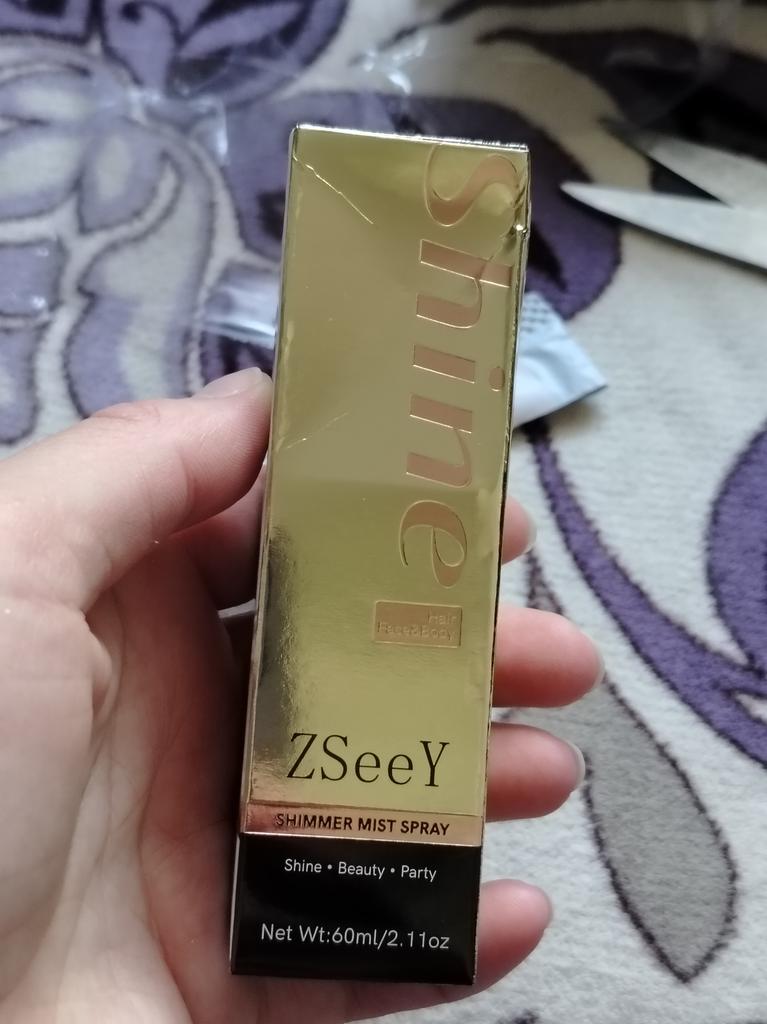 Shine
Hair
Face&Body
ZSeeY
SHIMMER MIST SPRAY
Shine • Beauty • Party
Net Wt:60ml/2.11oz